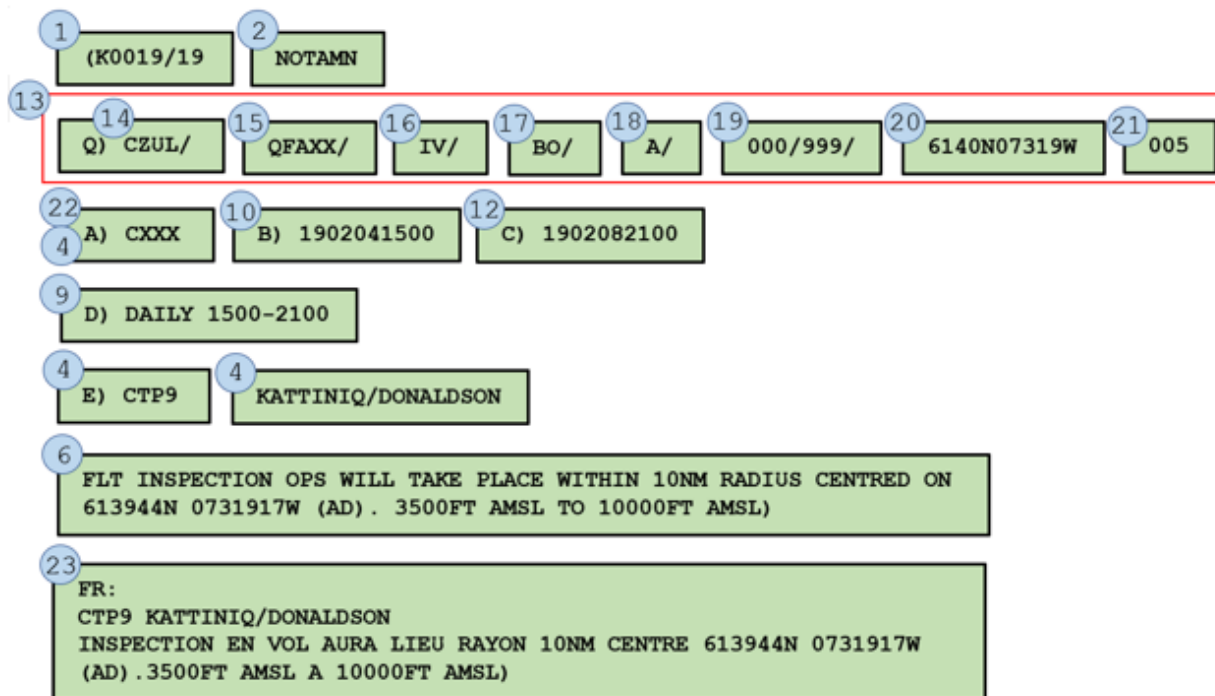 1 (K0019/19 2 NOTAMN
13 14 Q) CZUL/ 15 QFAXX/ 16 IV/ 17 BO/ 18 A/ 19 000/999/ 20 6140N07319W 21 005
22 4 A) CXXX 10 B) 1902041500 12 C) 1902082100
9 D) DAILY 1500-2100
4 E) CTP9 4 KATTINIQ/DONALDSON
6 FLT INSPECTION OPS WILL TAKE PLACE WITHIN 10NM RADIUS CENTRED ON
613944N 0731917W (AD). 3500FT AMSL TO 10000FT AMSL)
23 FR:
CTP9 KATTINIQ/DONALDSON
INSPECTION EN VOL AURA LIEU RAYON 10NM CENTRE 613944N 0731917W
(AD).3500FT AMSL A 10000FT AMSL)